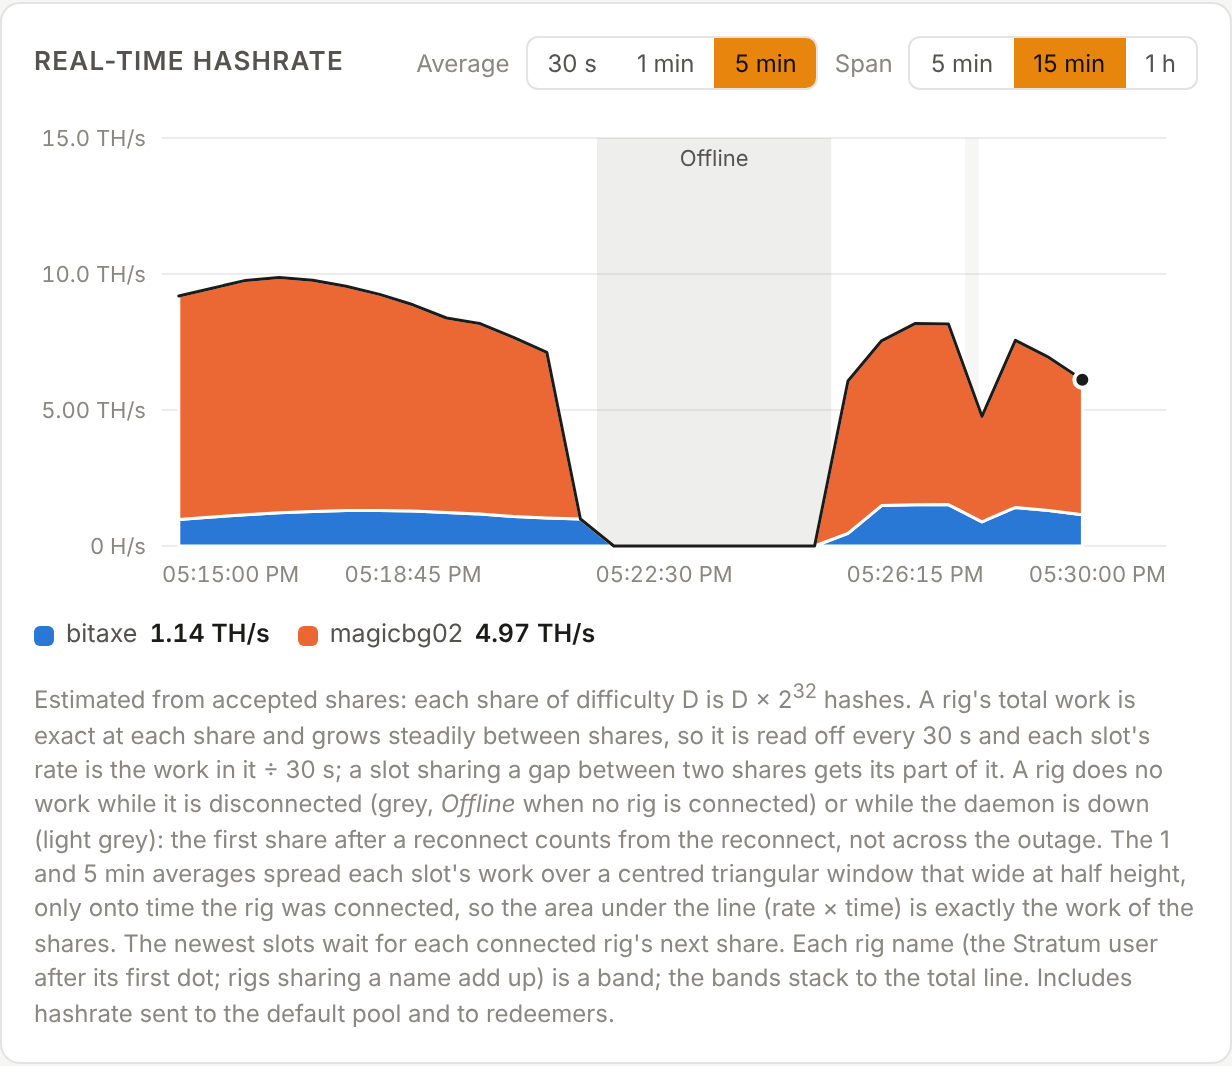 REAL-TIME HASHRATE Average 30 s 1 min 5 min Span 5 min 15 min 1 h
15.0 TH/s
Offline
10.0 TH/s
5.00 TH/s
0 H/s
05:15:00 PM 05:18:45 PM 05:22:30 PM 05:26:15 PM 05:30:00 PM
bitaxe 1.14 TH/s magicbg02 4.97 TH/s
Estimated from accepted shares: each share of difficulty D is D × 2³² hashes. A rig's total work is
exact at each share and grows steadily between shares, so it is read off every 30 s and each slot's
rate is the work in it ÷ 30 s; a slot sharing a gap between two shares gets its part of it. A rig does no
work while it is disconnected (grey, Offline when no rig is connected) or while the daemon is down
(light grey): the first share after a reconnect counts from the reconnect, not across the outage. The 1
and 5 min averages spread each slot's work over a centred triangular window that wide at half height,
only onto time the rig was connected, so the area under the line (rate × time) is exactly the work of the
shares. The newest slots wait for each connected rig's next share. Each rig name (the Stratum user
after its first dot; rigs sharing a name add up) is a band; the bands stack to the total line. Includes
hashrate sent to the default pool and to redeemers.